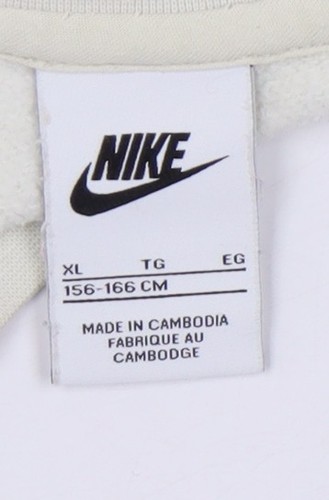 NIKE
XL TG EG
156-166 CM
MADE IN CAMBODIA
FABRIQUE AU
CAMBODGE